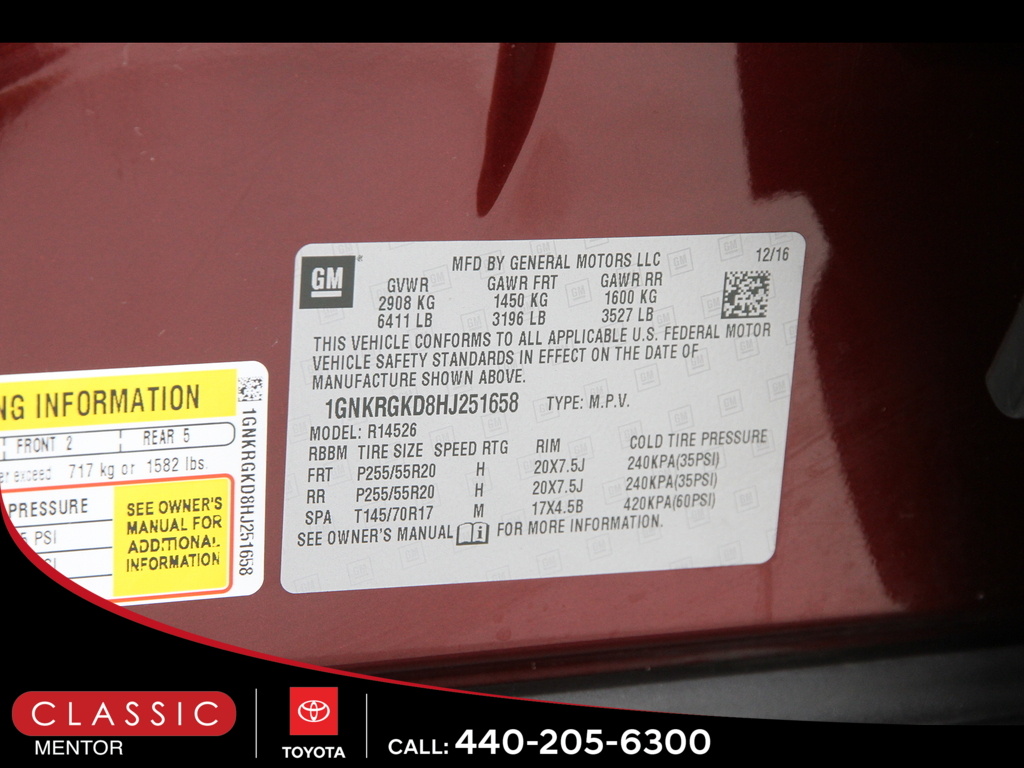 GM
MFD BY GENERAL MOTORS LLC
12/16
GVWR GAWR FRT GAWR RR
2908 KG 1450 KG 1600 KG
6411 LB 3196 LB 3527 LB
THIS VEHICLE CONFORMS TO ALL APPLICABLE U.S. FEDERAL MOTOR
VEHICLE SAFETY STANDARDS IN EFFECT ON THE DATE OF
MANUFACTURE SHOWN ABOVE.
1GNKRGKD8HJ251658 TYPE: M.P.V.
MODEL: R14526
RBBM TIRE SIZE SPEED RTG RIM COLD TIRE PRESSURE
FRT P255/55R20 H 20X7.5J 240KPA(35PSI)
RR P255/55R20 H 20X7.5J 240KPA(35PSI)
SPA T145/70R17 M 17X4.5B 420KPA(60PSI)
SEE OWNER'S MANUAL FOR MORE INFORMATION.
NG INFORMATION
FRONT 2 REAR 5
exceed 717 kg or 1582 lbs.
PRESSURE
PSI
SEE OWNER'S
MANUAL FOR
ADDITIONAL
INFORMATION
1GNKRGKD8HJ251658
CLASSIC
MENTOR
TOYOTA
CALL: 440-205-6300